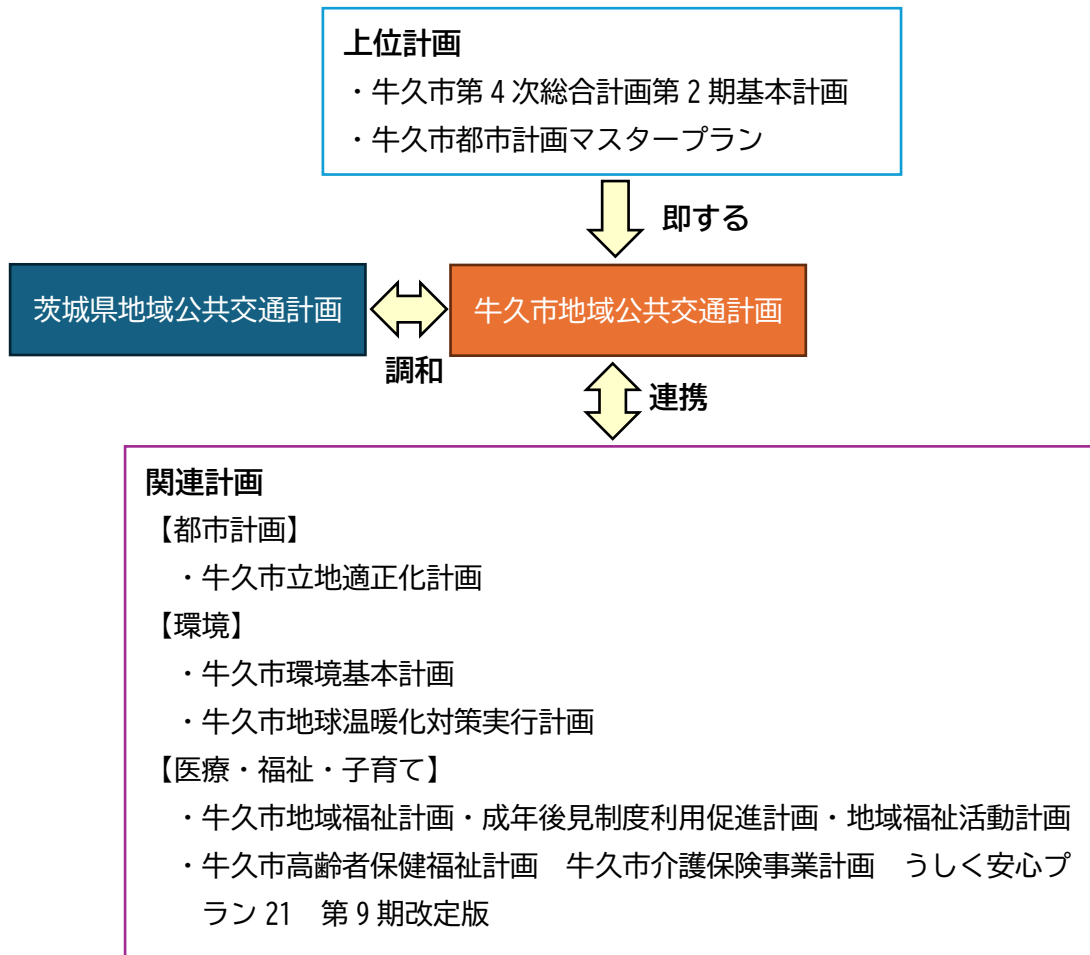 上位計画
・牛久市第4次総合計画第2期基本計画
・牛久市都市計画マスタープラン
即する
茨城県地域公共交通計画
牛久市地域公共交通計画
調和
連携
関連計画
【都市計画】
・牛久市立地適正化計画
【環境】
・牛久市環境基本計画
・牛久市地球温暖化対策実行計画
【医療・福祉・子育て】
・牛久市地域福祉計画・成年後見制度利用促進計画・地域福祉活動計画
・牛久市高齢者保健福祉計画　牛久市介護保険事業計画　うしく安心プ
ラン21　第9期改定版